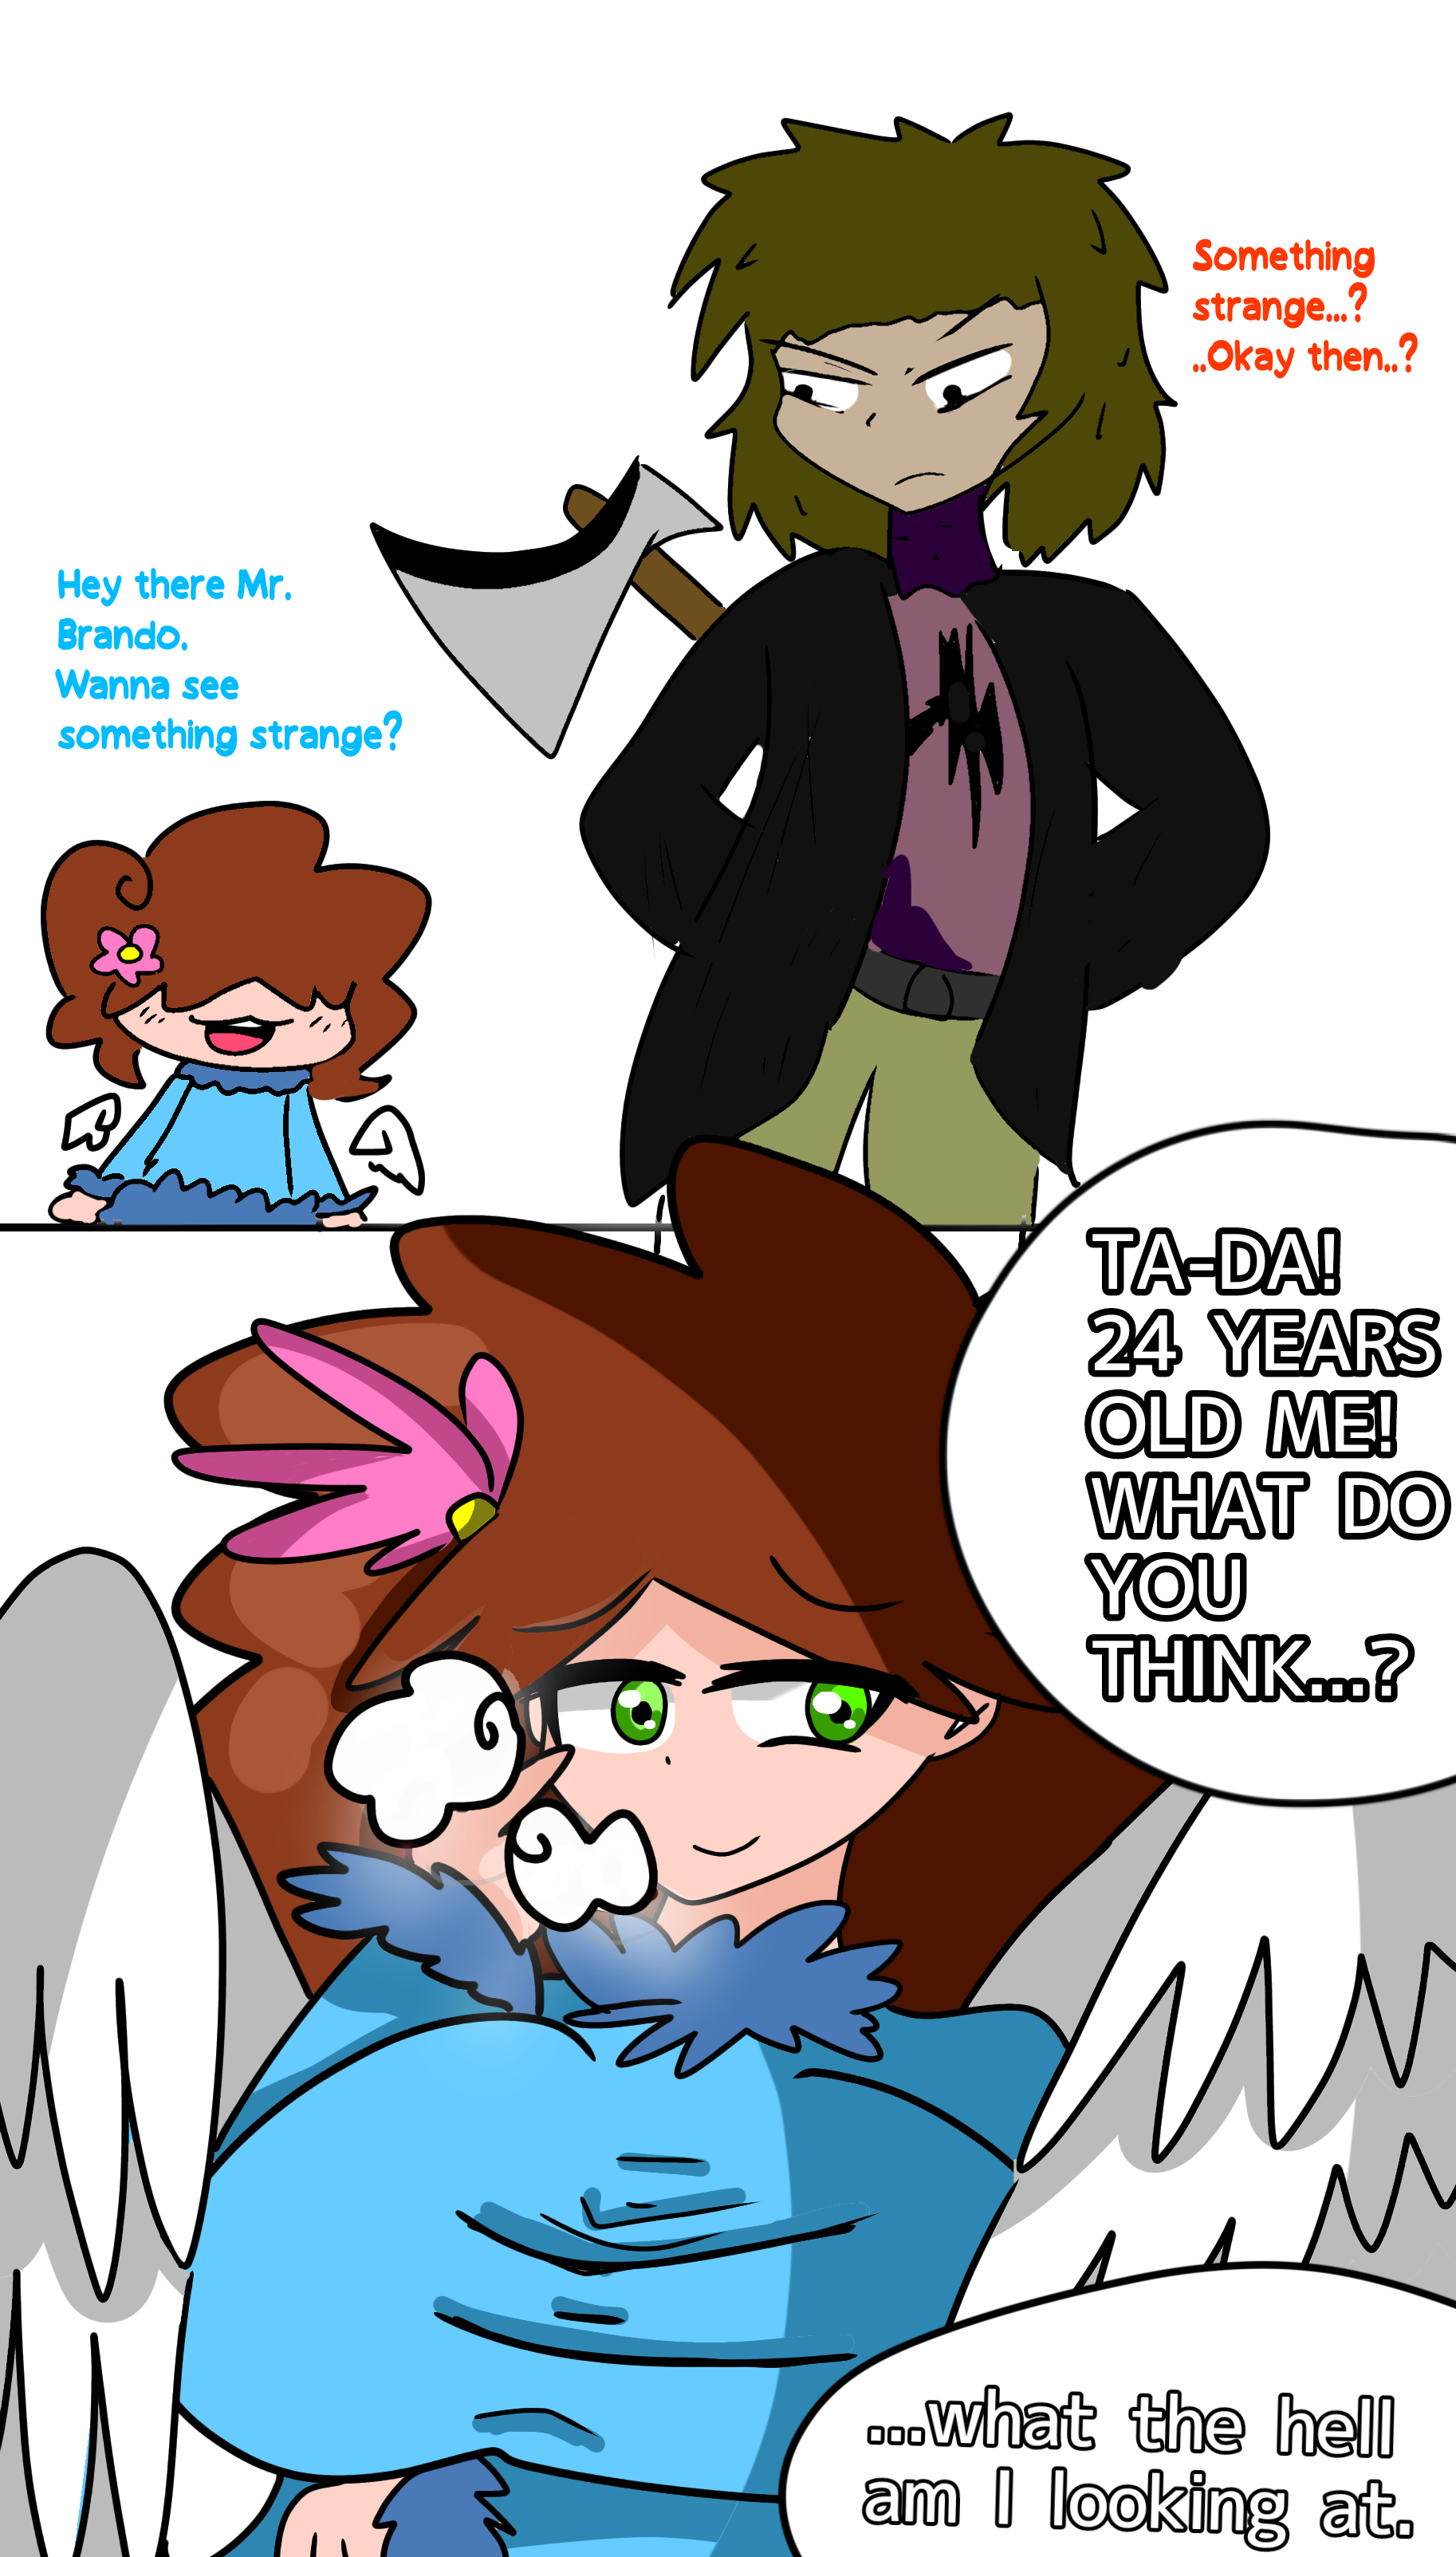 Hey there Mr.
Brando.
Wanna see
something strange?
Something
strange...?
..Okay then..?
TA-DA!
24 YEARS
OLD ME!
WHAT DO
YOU
THINK...?
...what the hell
am I looking at.